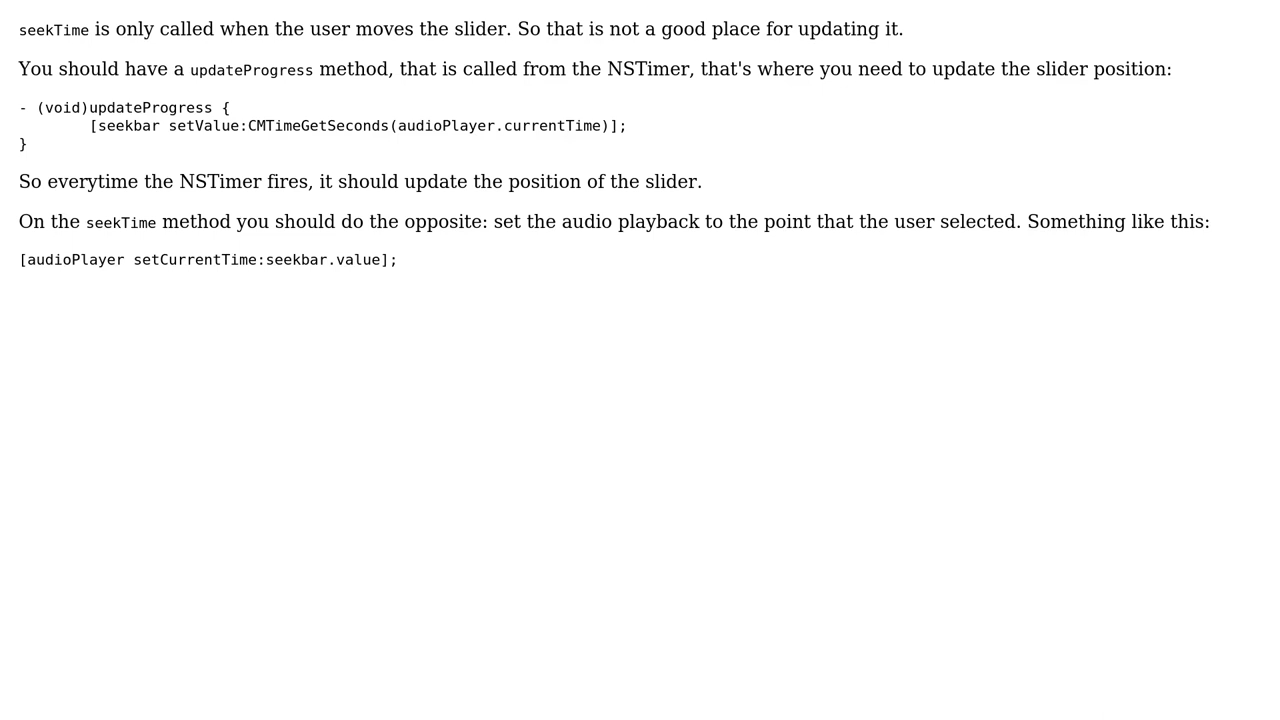 seekTime is only called when the user moves the slider. So that is not a good place for updating it.
You should have a updateProgress method, that is called from the NSTimer, that's where you need to update the slider position:
- (void)updateProgress {
        [seekbar setValue:CMTimeGetSeconds(audioPlayer.currentTime)];
}
So everytime the NSTimer fires, it should update the position of the slider.
On the seekTime method you should do the opposite: set the audio playback to the point that the user selected. Something like this:
[audioPlayer setCurrentTime:seekbar.value];